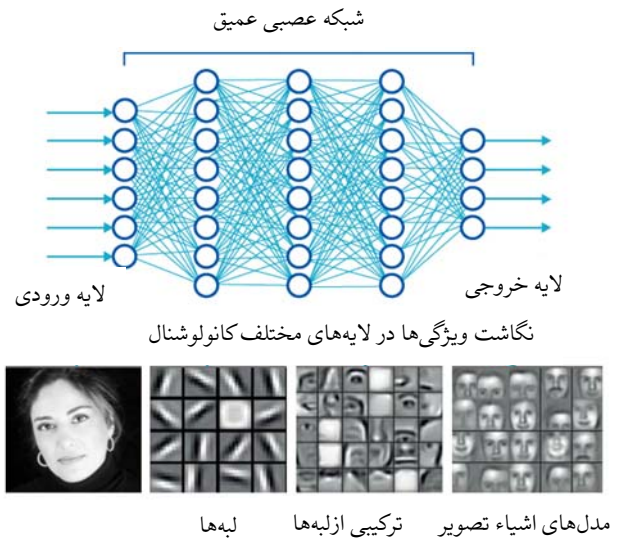 شبکه عصبی عمیق
لایه خروجی
لایه ورودی
نگاشت ویژگی‌ها در لایه‌های مختلف کانولوشنال
مدل‌های اشیاء تصویر
ترکیبی ازلبه‌ها
لبه‌ها